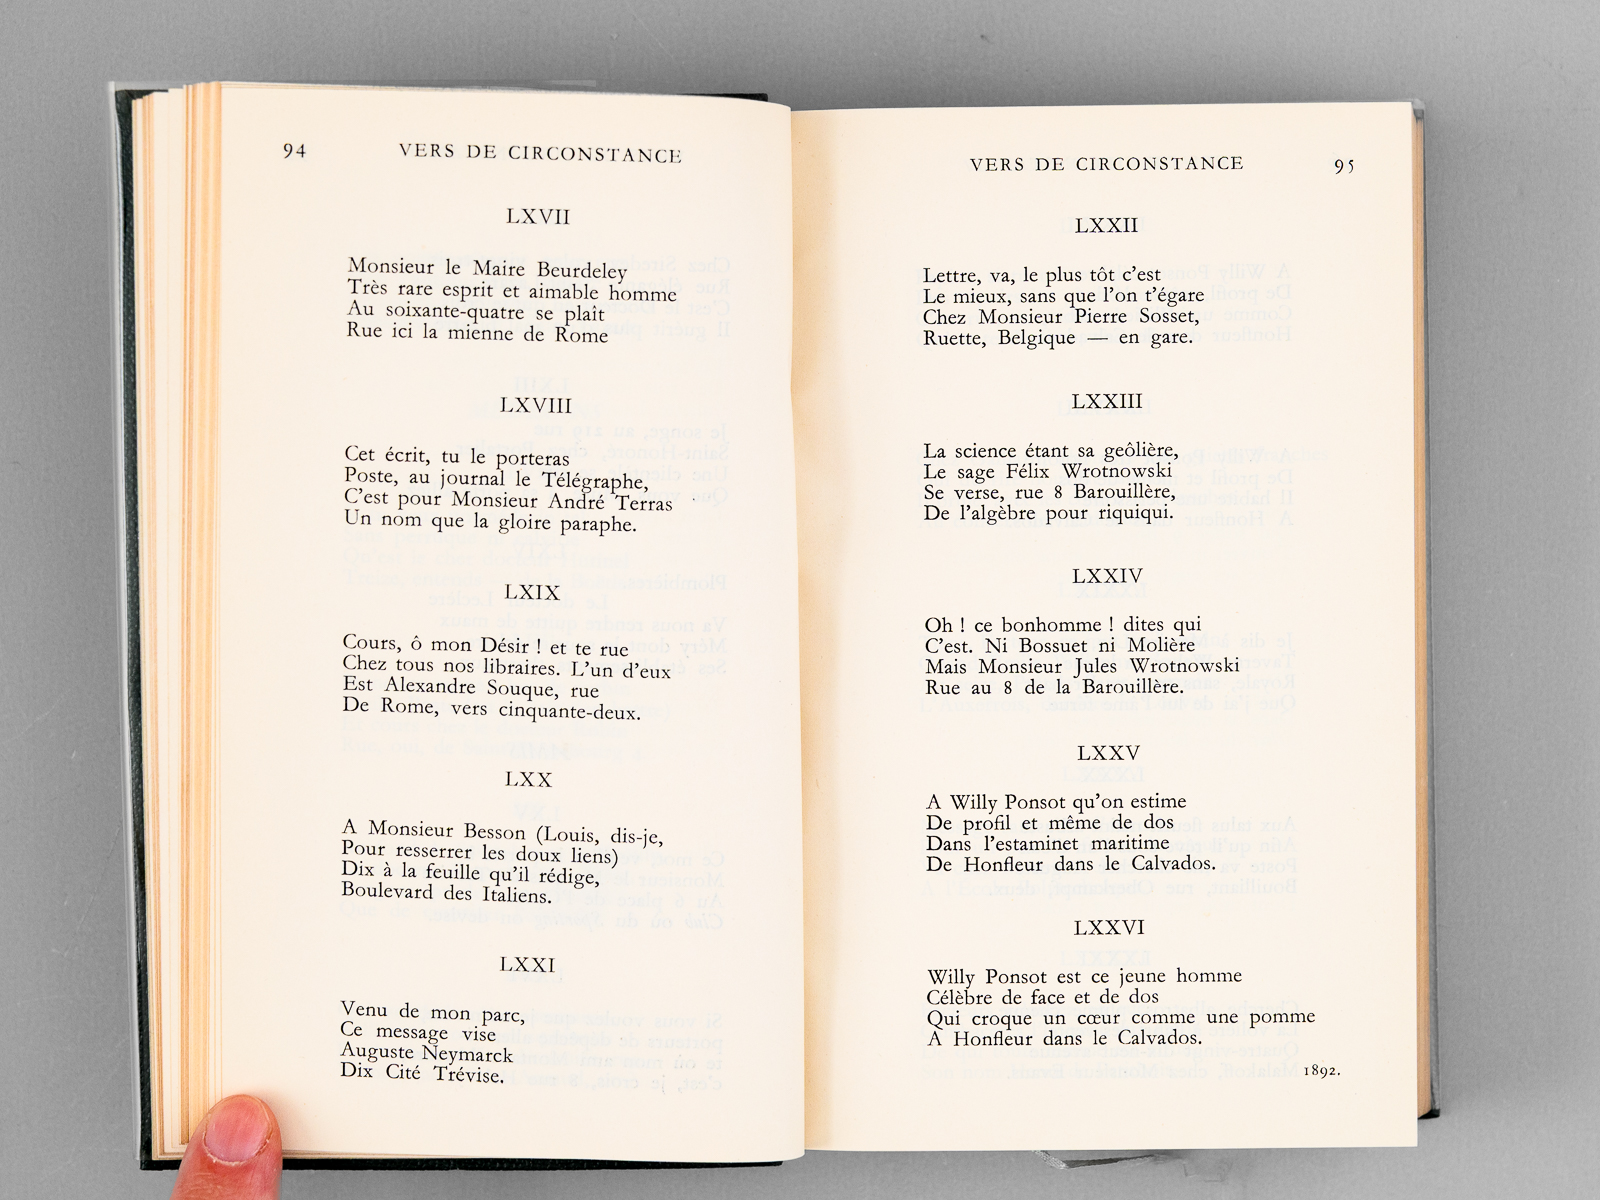 94
VERS DE CIRCONSTANCE
LXVII
Monsieur le Maire Beurdeley
Très rare esprit et aimable homme
Au soixante-quatre se plaît
Rue ici la mienne de Rome
LXVIII
Cet écrit, tu le porteras
Poste, au journal le Télégraphe,
C'est pour Monsieur André Terras
Un nom que la gloire paraphe.
LXIX
Cours, ô mon Désir ! et te rue
Chez tous nos libraires. L'un d'eux
Est Alexandre Souque, rue
De Rome, vers cinquante-deux.
LXX
A Monsieur Besson (Louis, dis-je,
Pour resserrer les doux liens)
Dix à la feuille qu'il rédige,
Boulevard des Italiens.
LXXI
Venu de mon parc,
Ce message vise
Auguste Neymarck
Dix Cité Trévise.
VERS DE CIRCONSTANCE
95
LXXII
Lettre, va, le plus tôt c'est
Le mieux, sans que l'on t'égare
Chez Monsieur Pierre Sosset,
Ruette, Belgique — en gare.
LXXIII
La science étant sa geôlière,
Le sage Félix Wrotnowski
Se verse, rue 8 Barouillère,
De l'algèbre pour riquiqui.
LXXIV
Oh ! ce bonhomme ! dites qui
C'est. Ni Bossuet ni Molière
Mais Monsieur Jules Wrotnowski
Rue au 8 de la Barouillère.
LXXV
A Willy Ponsot qu'on estime
De profil et même de dos
Dans l'estaminet maritime
De Honfleur dans le Calvados.
LXXVI
Willy Ponsot est ce jeune homme
Célèbre de face et de dos
Qui croque un cœur comme une pomme
A Honfleur dans le Calvados.
1892.